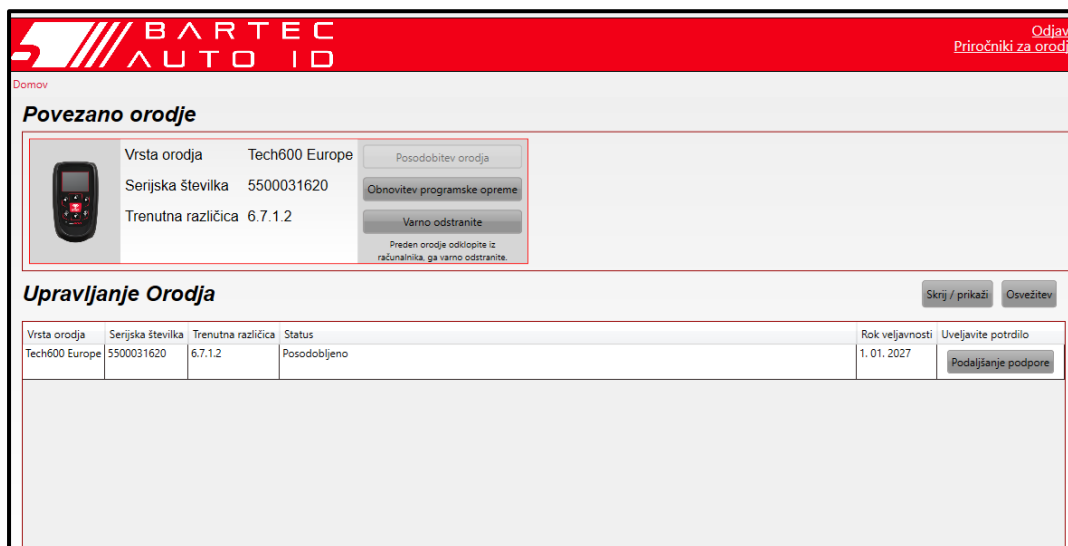 BARTEC
AUTO ID
Priročniki za
Domov
Povezano orodje
Vrsta orodja Tech600 Europe
Serijska številka 5500031620
Trenutna različica 6.7.1.2
Posodobitev orodja
Obnovitev programske opreme
Varno odstranite
Preden orodje odklopite iz
računalnika, ga varno odstranite.
Upravljanje Orodja
Skrij / prikaži Osvežitev
Vrsta orodja Serijska številka Trenutna različica Status Rok veljavnosti Uveljavite potrdilo
Tech600 Europe 5500031620 6.7.1.2 Posodobljeno 1. 01. 2027 Podaljšanje podpore